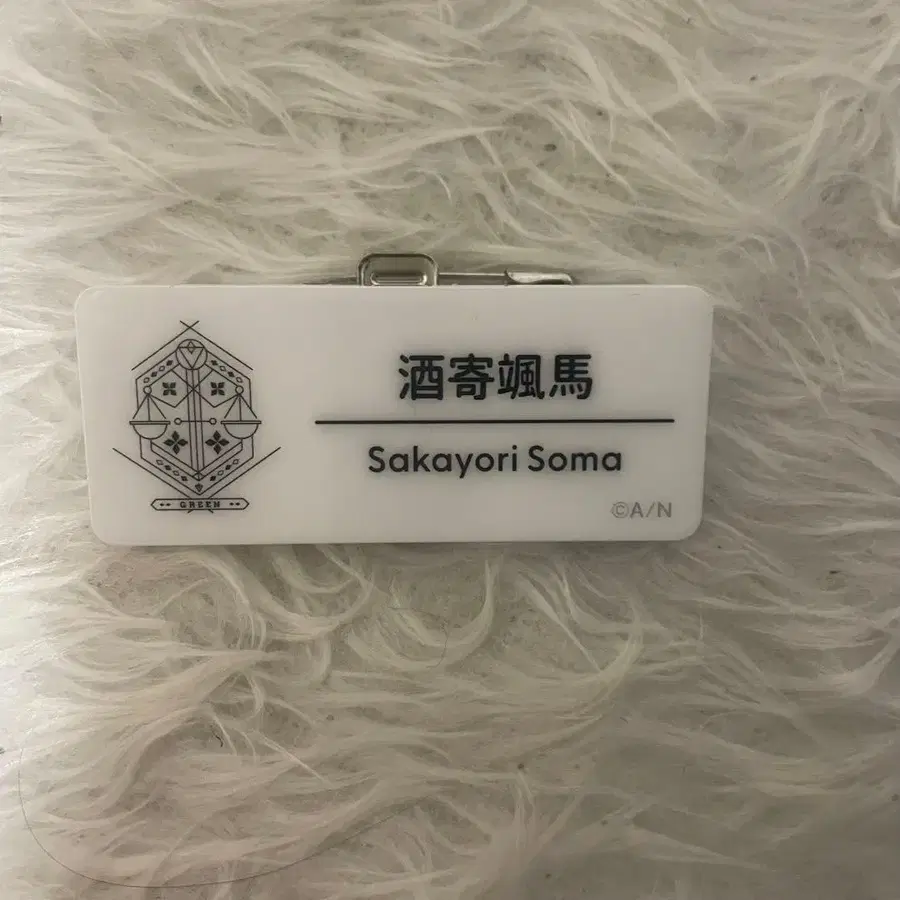 酒寄颯馬
Sakayori Soma
GREEN
©A/N